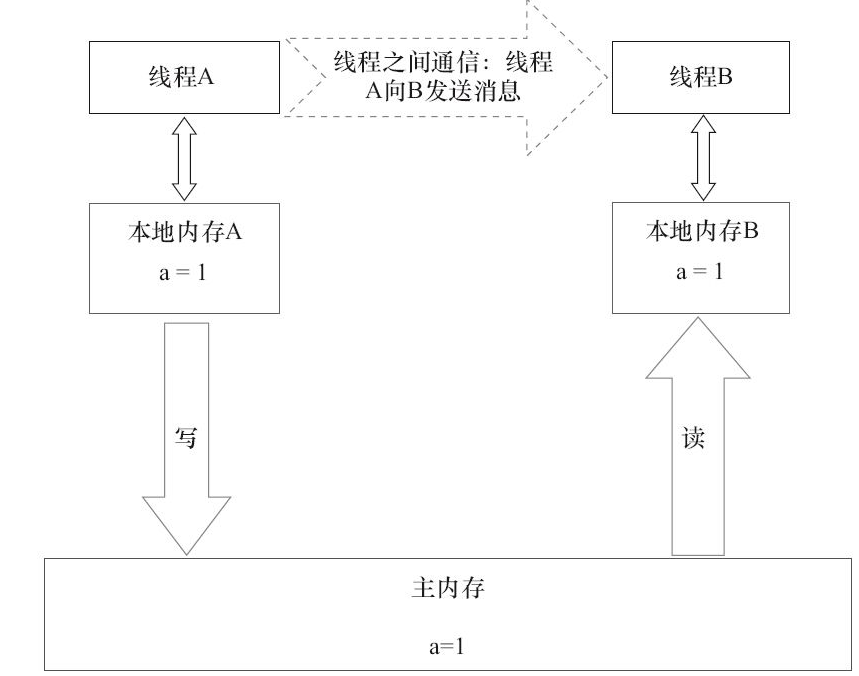 线程A
线程之间通信：线程
A向B发送消息
线程B
本地内存A
a = 1
本地内存B
a = 1
写
读
主内存
a=1